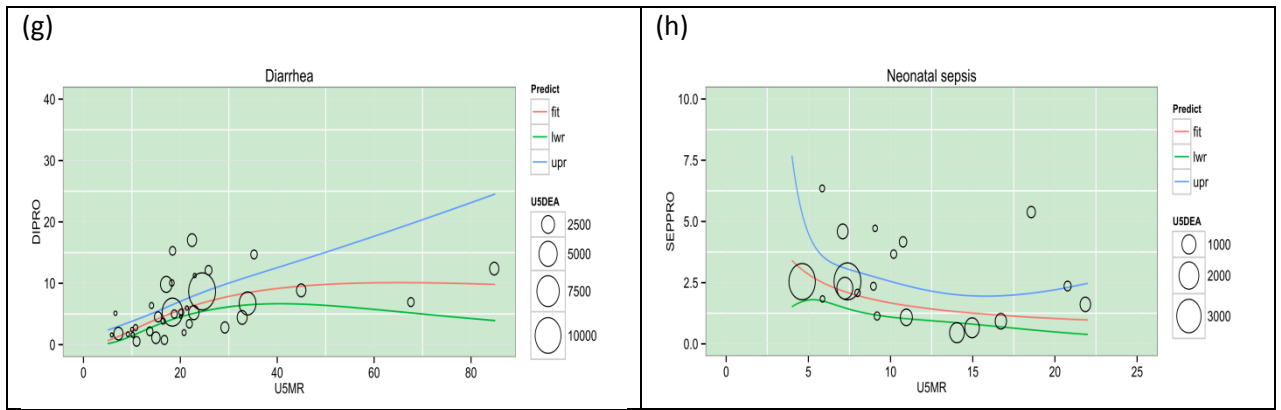 (g)
Diarrhea
DIPRO
40
30
20
10
0
0 20 40 60 80
U5MR
Predict
fit
lwr
upr
U5DEA
2500
5000
7500
10000
(h)
Neonatal sepsis
SEPPRO
10.0
7.5
5.0
2.5
0.0
0 5 10 15 20 25
U5MR
Predict
fit
lwr
upr
U5DEA
1000
2000
3000